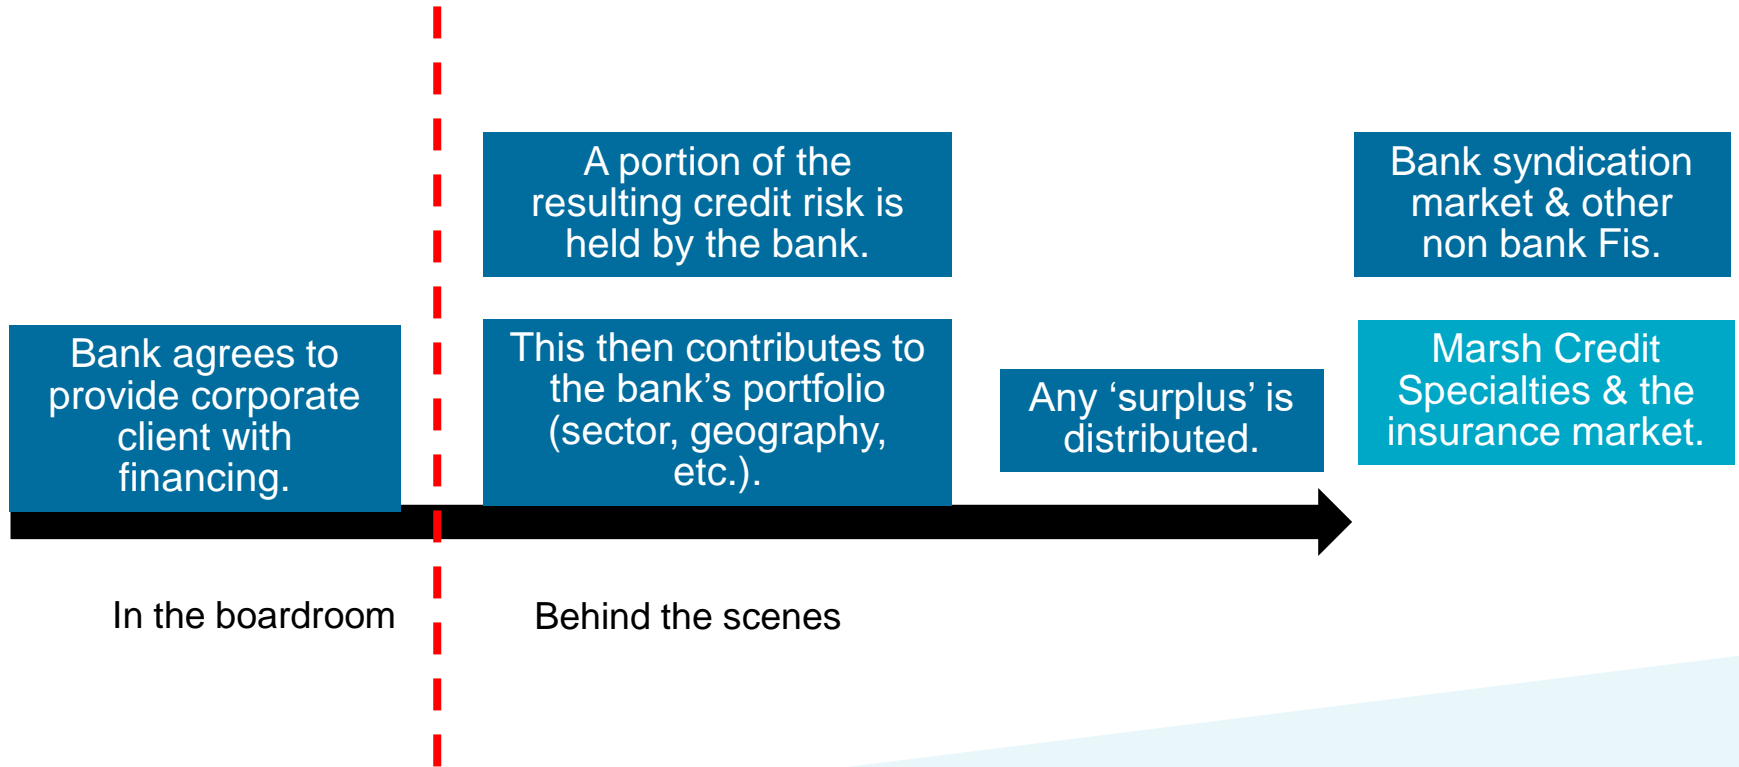 Bank agrees to
provide corporate
client with
financing.
A portion of the
resulting credit risk is
held by the bank.
This then contributes to
the bank’s portfolio
(sector, geography,
etc.).
Any ‘surplus’ is
distributed.
Bank syndication
market & other
non bank Fis.
Marsh Credit
Specialties & the
insurance market.
In the boardroom
Behind the scenes